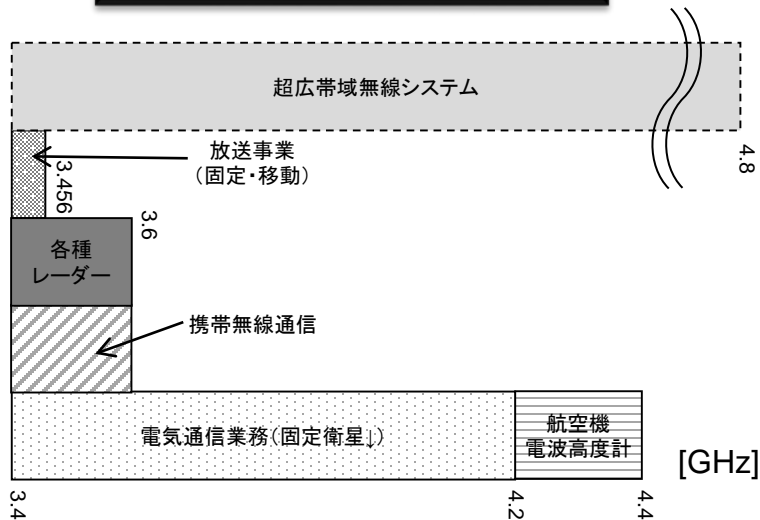 超広帯域無線システム
4.8
放送事業
（固定・移動）
3.456
3.6
各種
レーダー
携帯無線通信
電気通信業務（固定衛星↓）
航空機
電波高度計
[GHz]
3.4
4.2
4.4